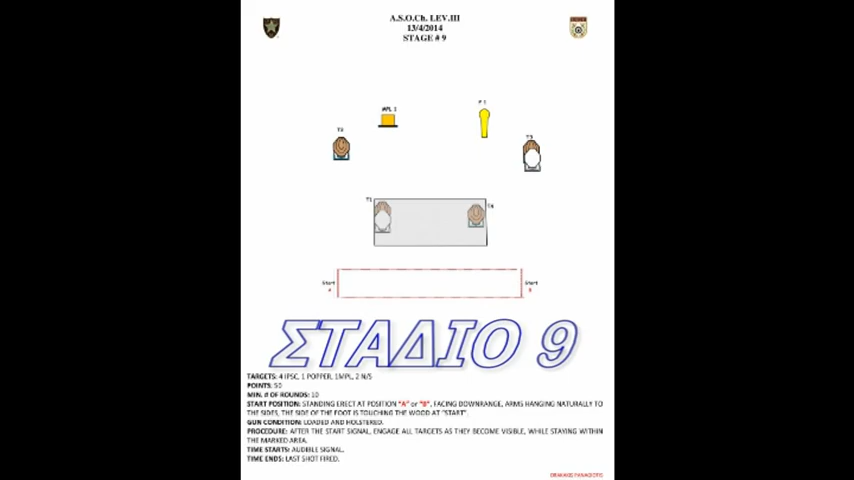 A.S.O.Ch. LEV.III
13/4/2014
STAGE # 9
MPL 1
P 1
T2
T3
T1
T4
Start
A
Start
B
ΣΤΑΔΙΟ 9
TARGETS: 4 IPSC, 1 POPPER, 1MPL, 2 N/S
POINTS: 50
MIN. # OF ROUNDS: 10
START POSITION: STANDING ERECT AT POSITION "A" or "B", FACING DOWNRANGE, ARMS HANGING NATURALLY TO
THE SIDES, THE SIDE OF THE FOOT IS TOUCHING THE WOOD AT "START".
GUN CONDITION: LOADED AND HOLSTERED.
PROCEDURE: AFTER THE START SIGNAL, ENGAGE ALL TARGETS AS THEY BECOME VISIBLE, WHILE STAYING WITHIN
THE MARKED AREA.
TIME STARTS: AUDIBLE SIGNAL.
TIME ENDS: LAST SHOT FIRED.